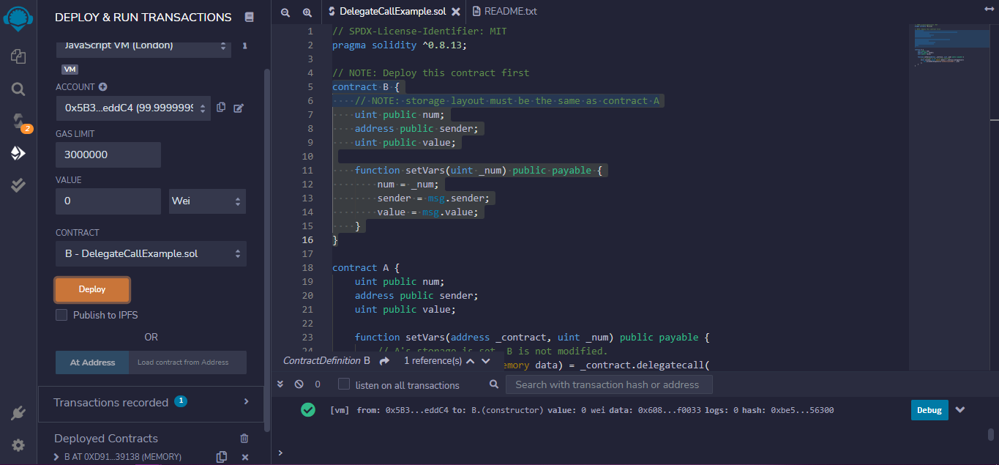 DEPLOY & RUN TRANSACTIONS
JavaScript VM (London)
VM
ACCOUNT
0x5B3...eddC4 (99.9999999
GAS LIMIT
3000000
VALUE
0
Wei
CONTRACT
B - DelegateCallExample.sol
Deploy
Publish to IPFS
OR
At Address
Load contract from Address
Transactions recorded 1
Deployed Contracts
B AT 0XD91...39138 (MEMORY)
2
DelegateCallExample.sol
README.txt
1 // SPDX-License-Identifier: MIT
2 pragma solidity ^0.8.13;
3
4 // NOTE: Deploy this contract first
5 contract B {
6 // NOTE: storage layout must be the same as contract A
7 uint public num;
8 address public sender;
9 uint public value;
10
11 function setVars(uint _num) public payable {
12 num = _num;
13 sender = msg.sender;
14 value = msg.value;
15 }
16 }
17
18 contract A {
19 uint public num;
20 address public sender;
21 uint public value;
22
23 function setVars(address _contract, uint _num) public payable {
24 // A's storage is set, B is not modified.
emory data) = _contract.delegatecall(
ContractDefinition B 1 reference(s)
0 listen on all transactions
Search with transaction hash or address
[vm] from: 0x5B3...eddC4 to: B.(constructor) value: 0 wei data: 0x608...f0033 logs: 0 hash: 0xbe5...56300
Debug
>